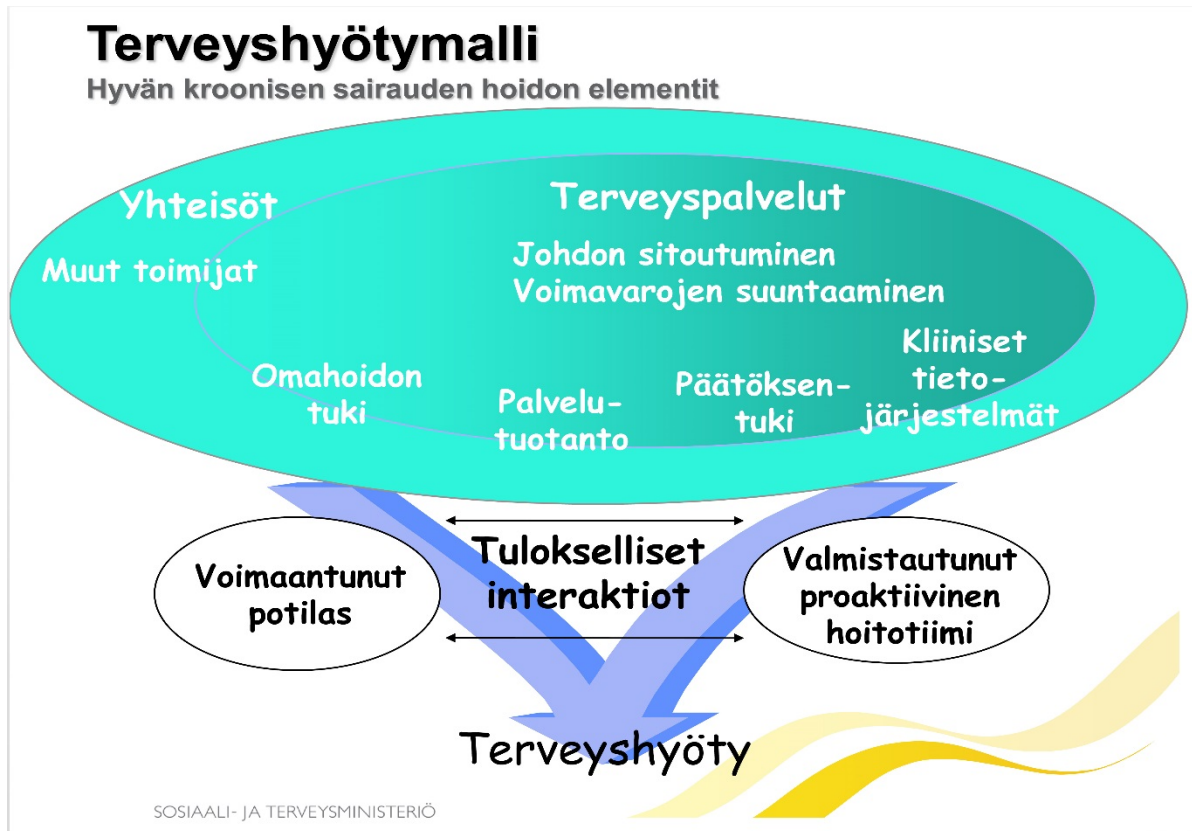 Terveyshyötymalli
Hyvän kroonisen sairauden hoidon elementit
Yhteisöt
Muut toimijat
Terveyspalvelut
Johdon sitoutuminen
Voimavarojen suuntaaminen
Omahoidon
tuki
Palvelu-
tuotanto
Päätöksen-
tuki
Kliiniset
tieto-
järjestelmät
Voimaantunut
potilas
Tulokselliset
interaktiot
Valmistautunut
proaktiivinen
hoitotiimi
Terveyshyöty
SOSIAALI- JA TERVEYSMINISTERIÖ